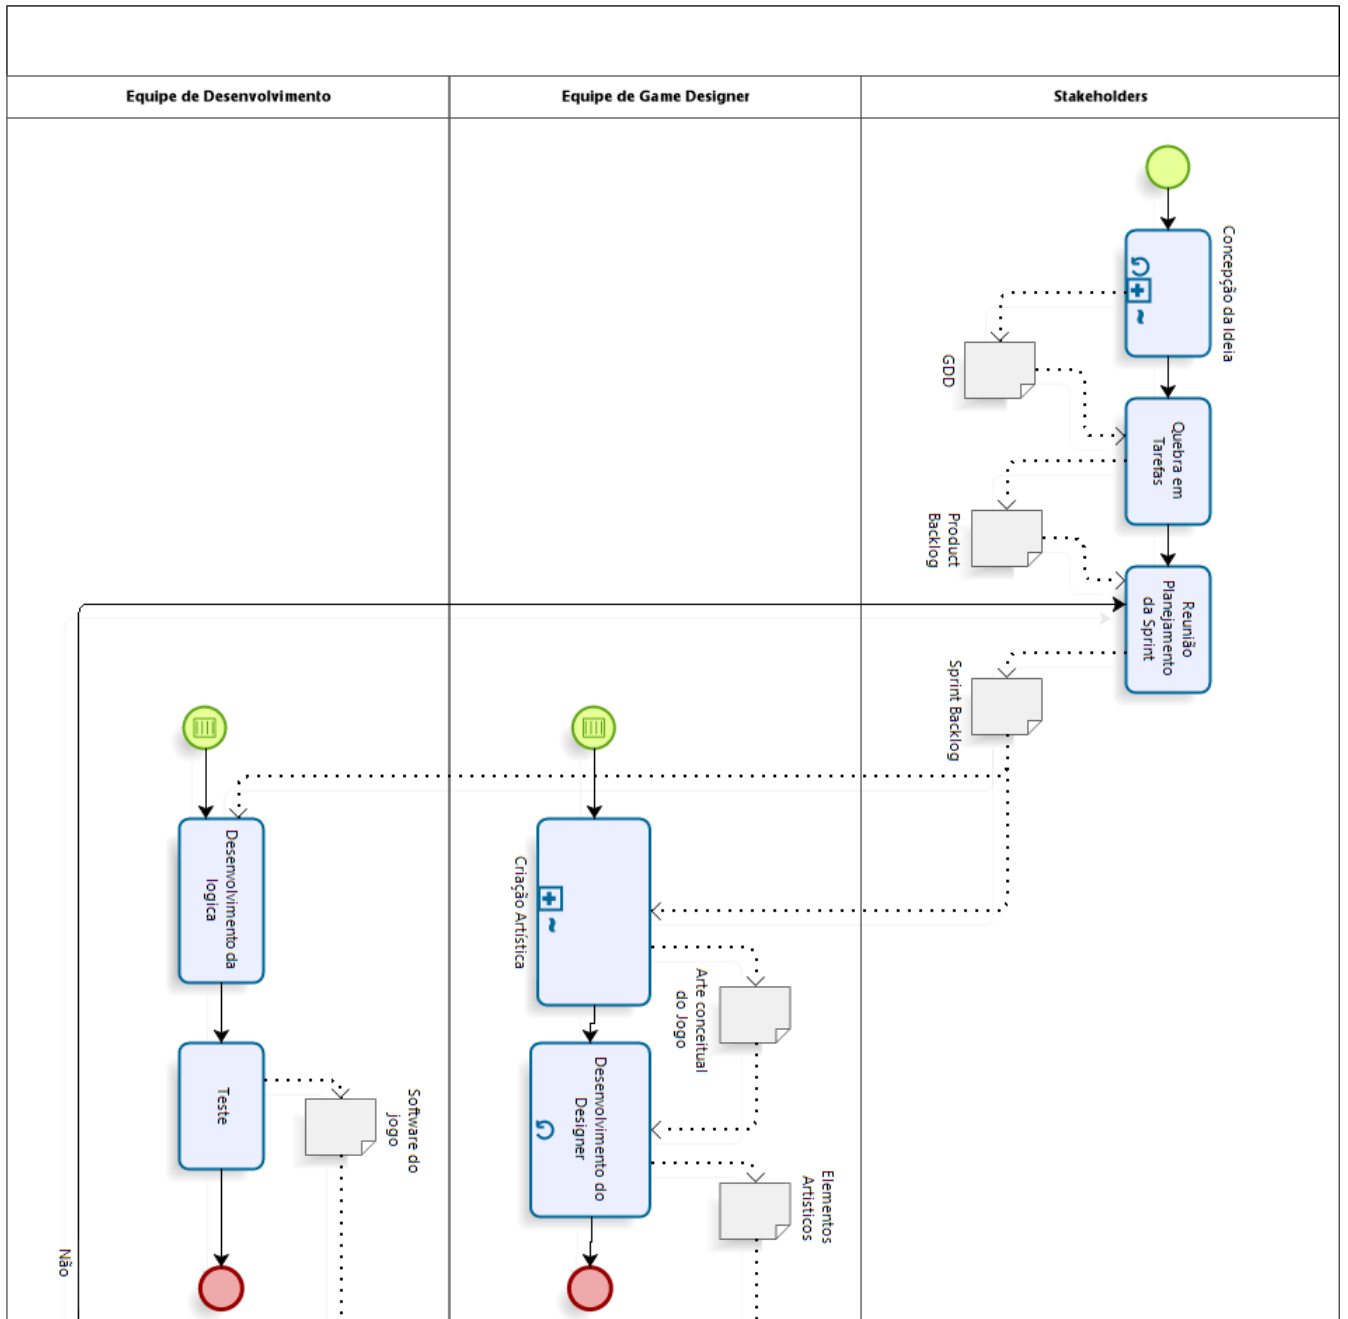 Equipe de Desenvolvimento
Equipe de Game Designer
Stakeholders
Concepção da Ideia
GDD
Quebra em
Tarefas
Product
Backlog
Reunião
Planejamento
da Sprint
Sprint Backlog
Desenvolvimento da
logica
Criação Artística
Arte conceitual
do Jogo
Teste
Software do
jogo
Desenvolvimento do
Designer
Elementos
Artisticos
Não